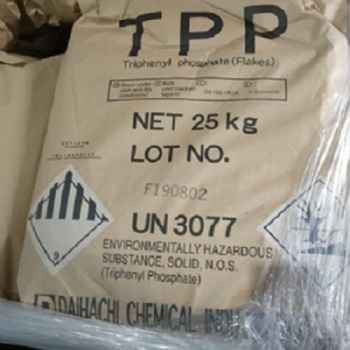 TPP
Triphenyl phosphate (Flakes)
NET 25 kg
LOT NO.
F190802
UN 3077
9
ENVIRONMENTALLY HAZARDOUS
SUBSTANCE, SOLID, N.O.S.
(Triphenyl Phosphate)
DAIHACHI CHEMICAL INDU